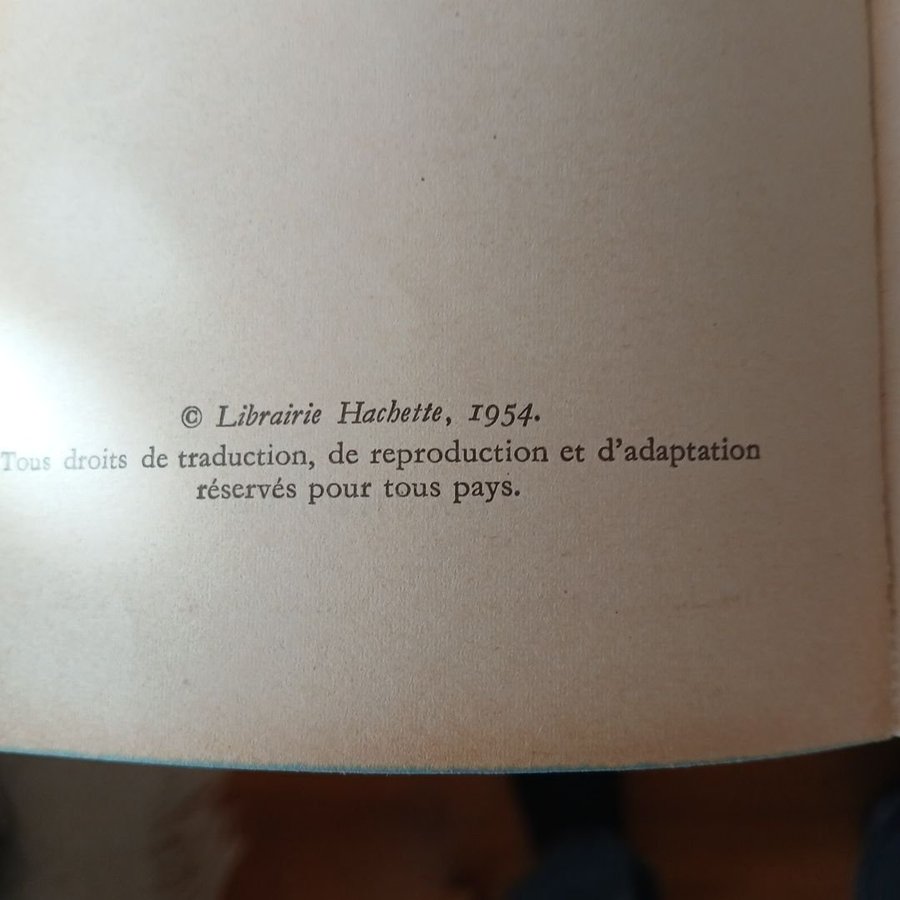 © Librairie Hachette, 1954.
Tous droits de traduction, de reproduction et d'adaptation
réservés pour tous pays.